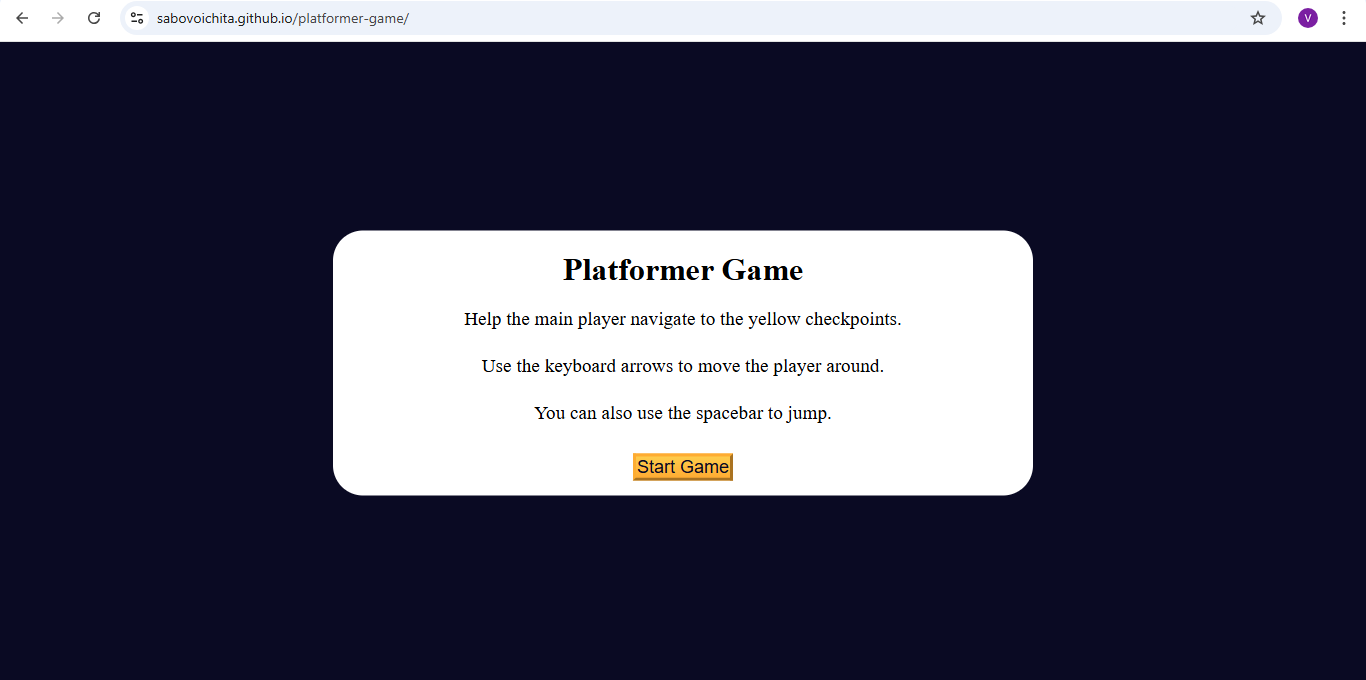 sabovoichita.github.io/platformer-game/
V
Platformer Game
Help the main player navigate to the yellow checkpoints.
Use the keyboard arrows to move the player around.
You can also use the spacebar to jump.
Start Game